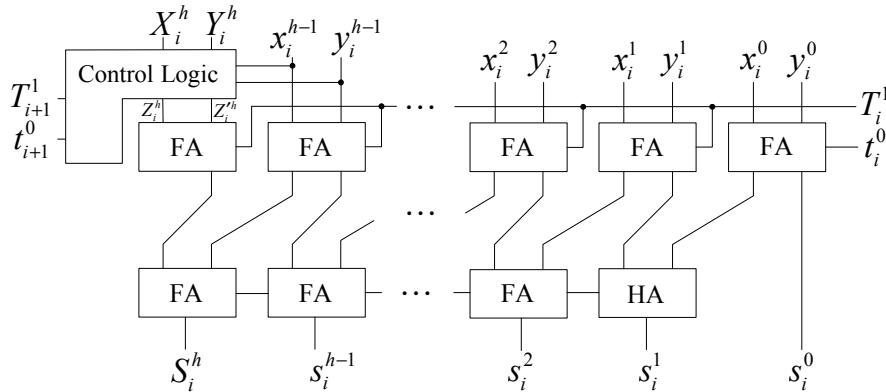 X_i^h Y_i^h x_i^{h-1} y_i^{h-1} x_i^2 y_i^2 x_i^1 y_i^1 x_i^0 y_i^0
Control Logic
T_{i+1}^1 Z_i^h Z_i'^h ⋯ T_i^1
t_{i+1}^0 FA FA FA FA FA t_i^0
⋯
FA FA ⋯ FA HA
S_i^h s_i^{h-1} s_i^2 s_i^1 s_i^0